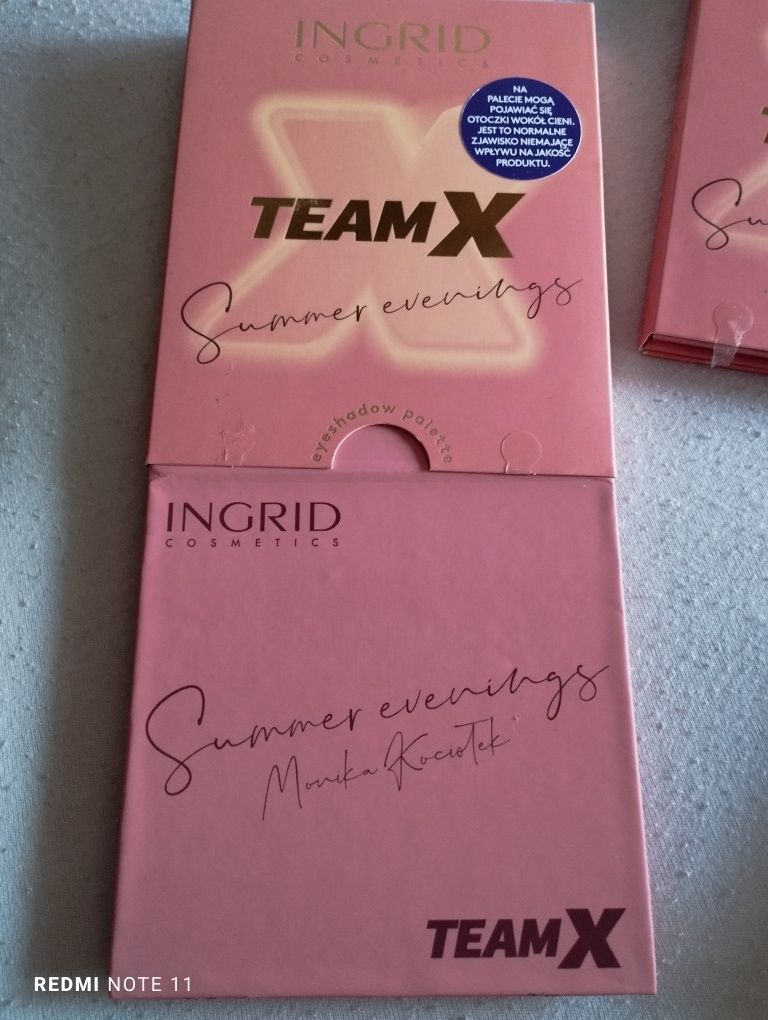 INGRID
COSMETICS
NA
PALECIE MOGĄ
POJAWIAĆ SIĘ
OTOCZKI WOKÓŁ CIENI.
JEST TO NORMALNE
ZJAWISKO NIEMAJĄCE
WPŁYWU NA JAKOŚĆ
PRODUKTU.
TEAM X
Summer evenings
eyeshadow palette
Su
INGRID
COSMETICS
Summer evenings
Monika Kociołek
TEAM X
REDMI NOTE 11